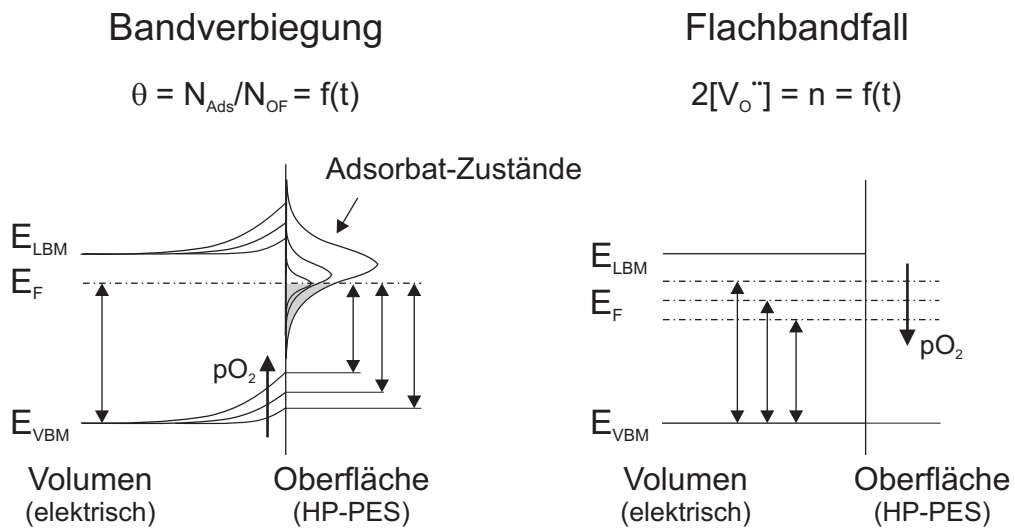 Bandverbiegung
θ = N_Ads/N_OF = f(t)
Adsorbat-Zustände
E_LBM
E_F
pO₂
E_VBM
Volumen
(elektrisch)
Oberfläche
(HP-PES)
Flachbandfall
2[V_O^¨] = n = f(t)
E_LBM
E_F
pO₂
E_VBM
Volumen
(elektrisch)
Oberfläche
(HP-PES)